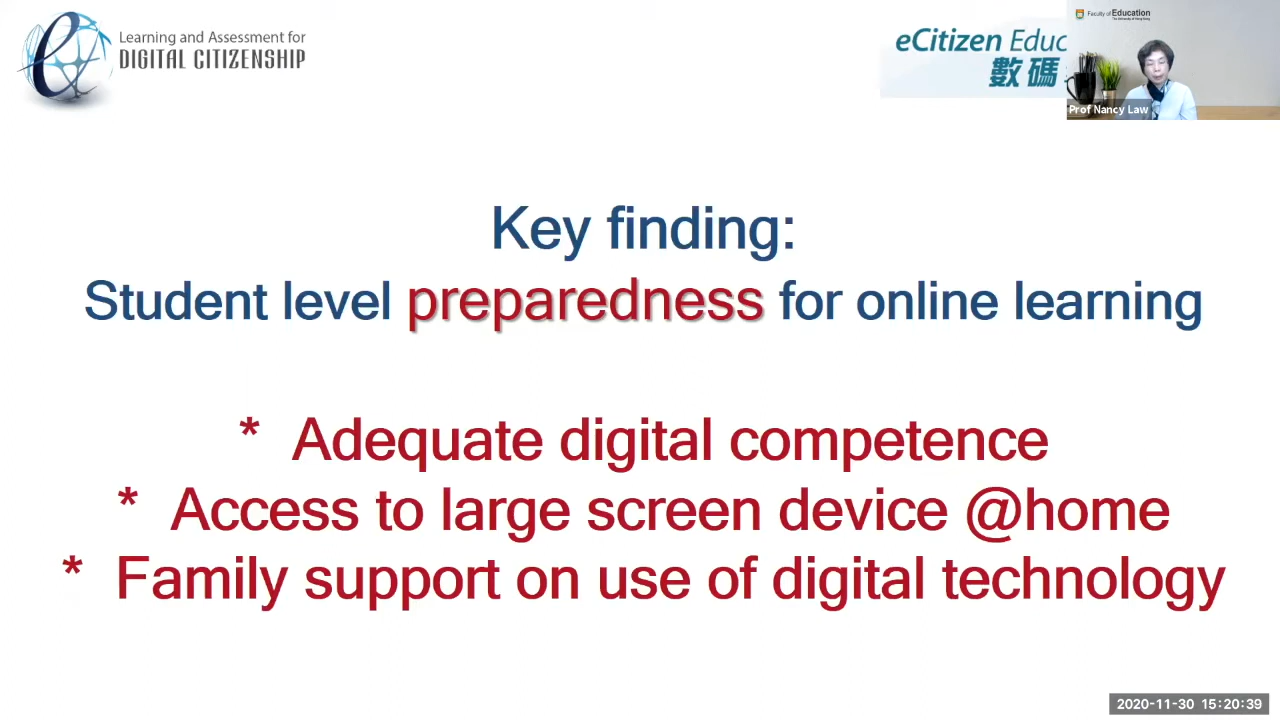 Learning and Assessment for
DIGITAL CITIZENSHIP
eCitizen Educ
數碼
Faculty of Education
The University of Hong Kong
Prof Nancy Law
Key finding:
Student level preparedness for online learning
* Adequate digital competence
* Access to large screen device @home
* Family support on use of digital technology
2020-11-30 15:20:39